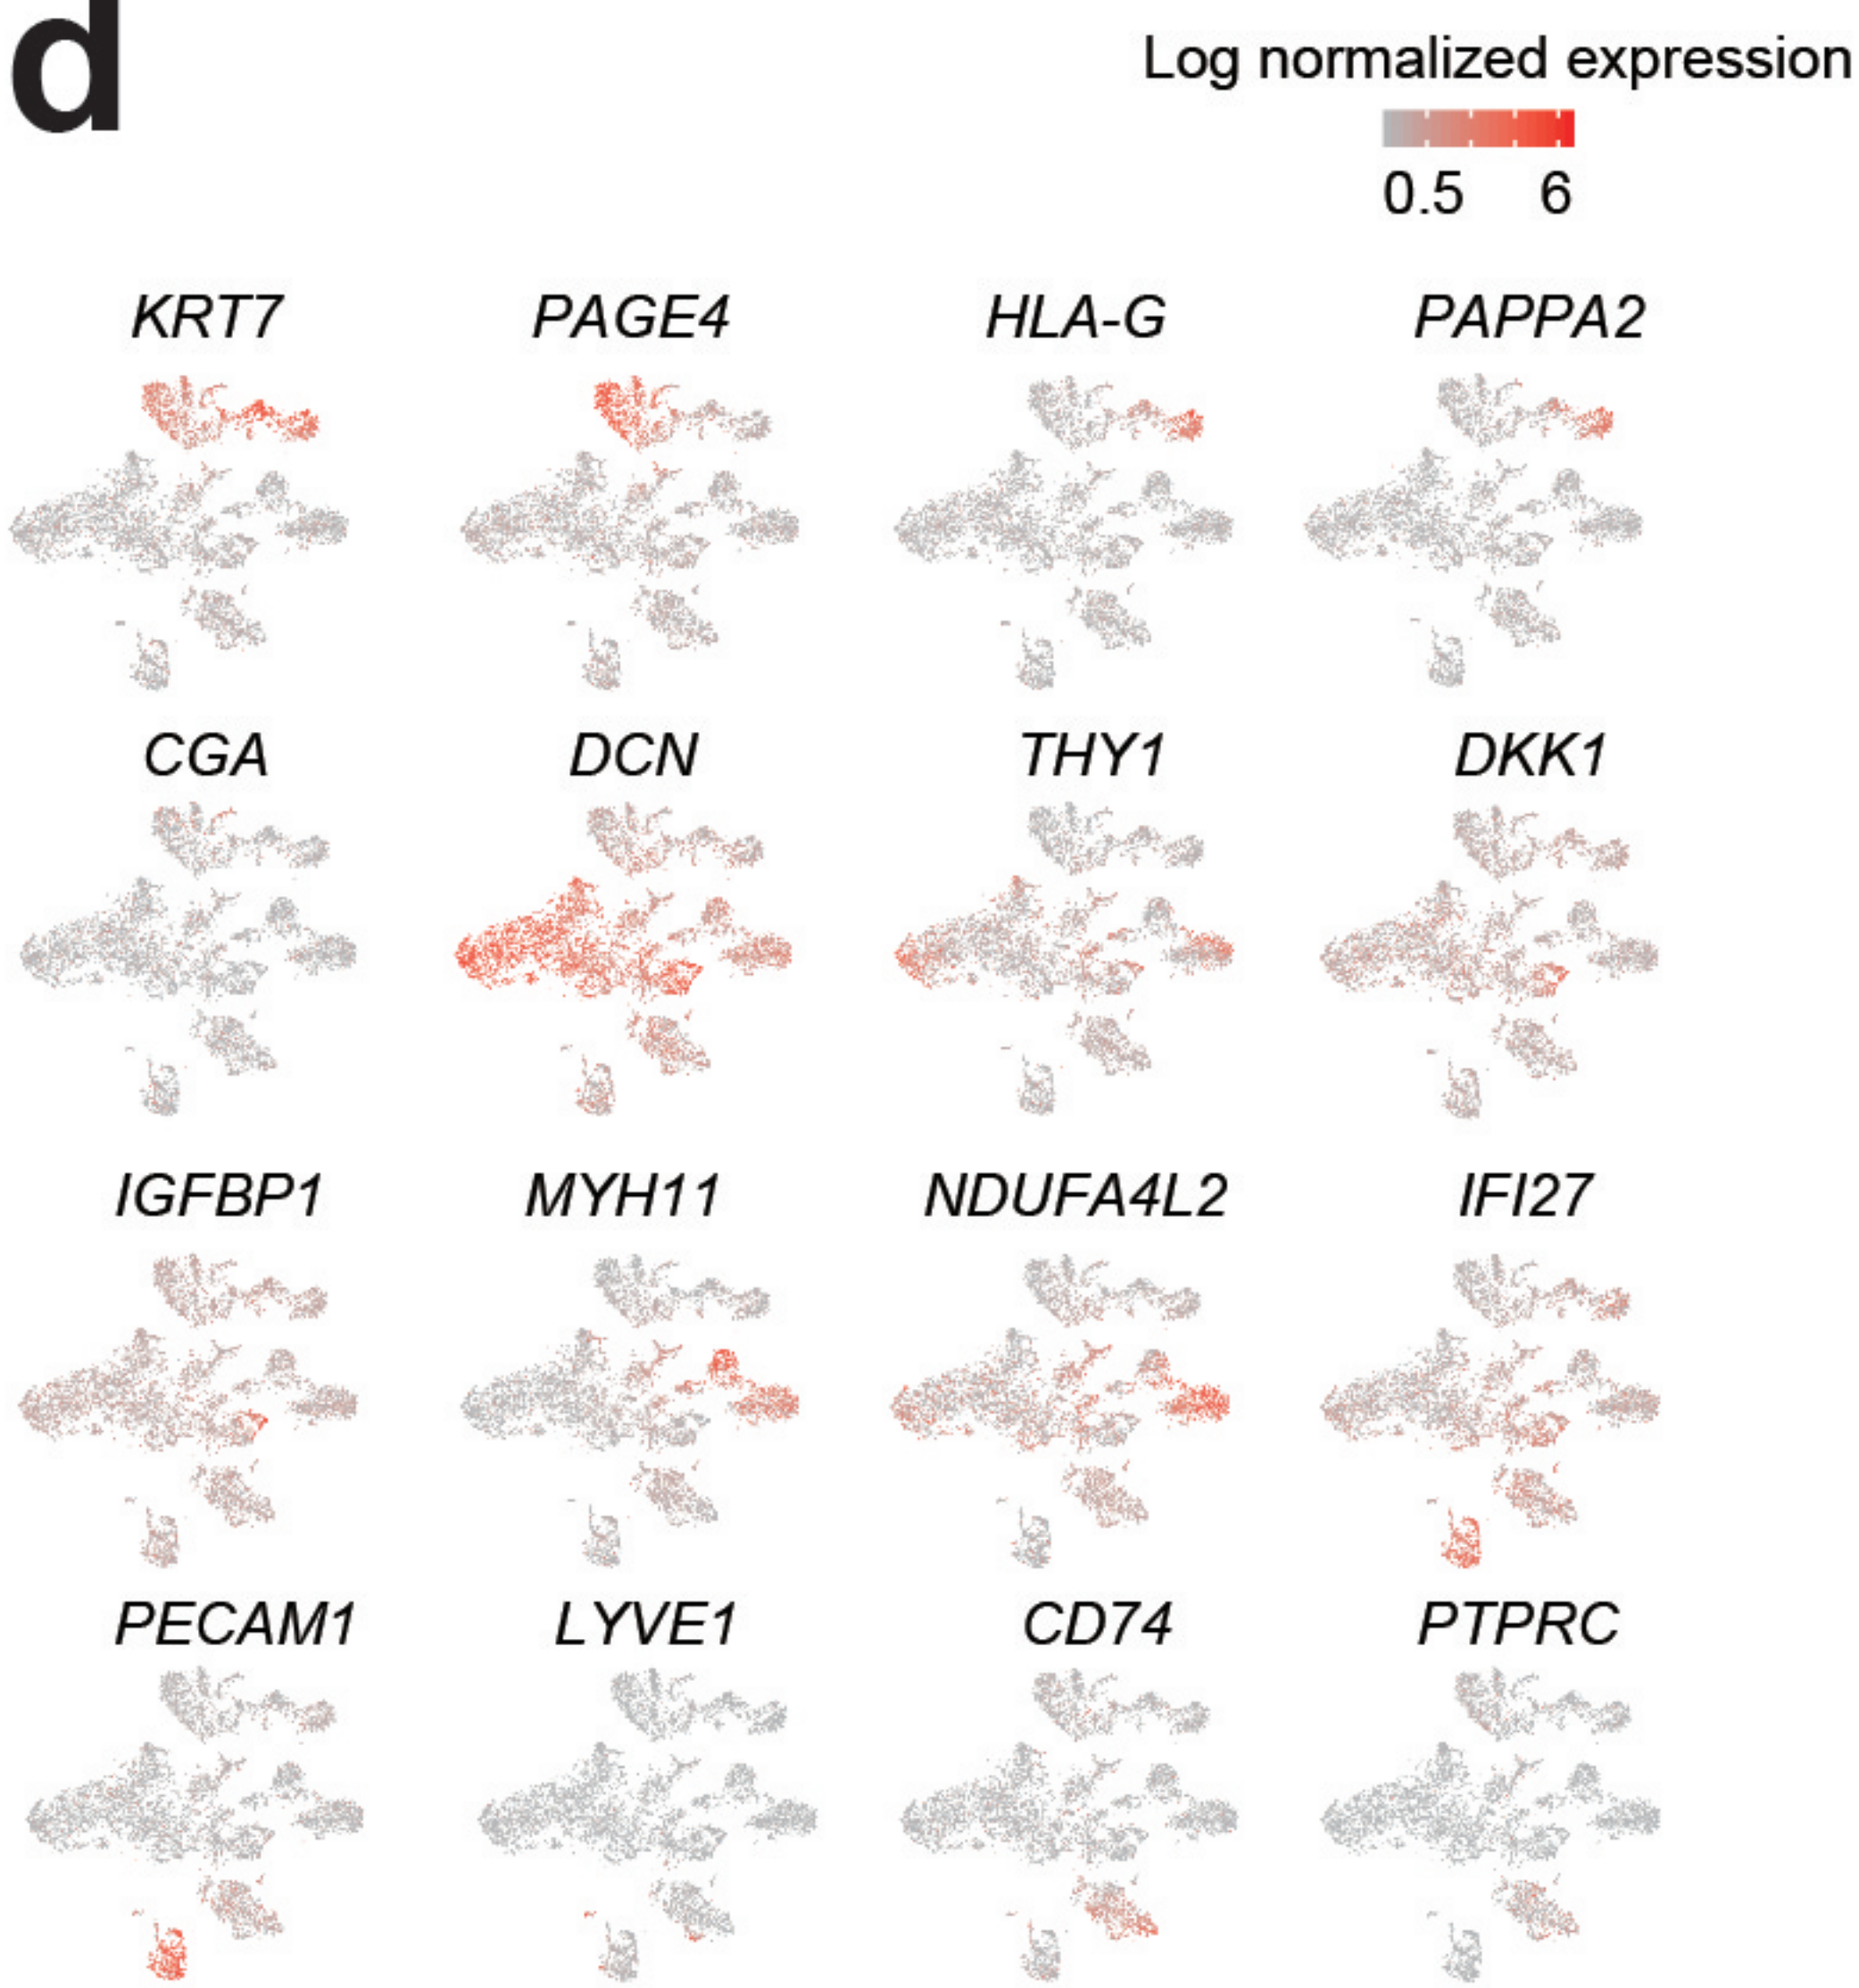 d
Log normalized expression
0.5 6
KRT7 PAGE4 HLA-G PAPPA2
CGA DCN THY1 DKK1
IGFBP1 MYH11 NDUFA4L2 IFI27
PECAM1 LYVE1 CD74 PTPRC